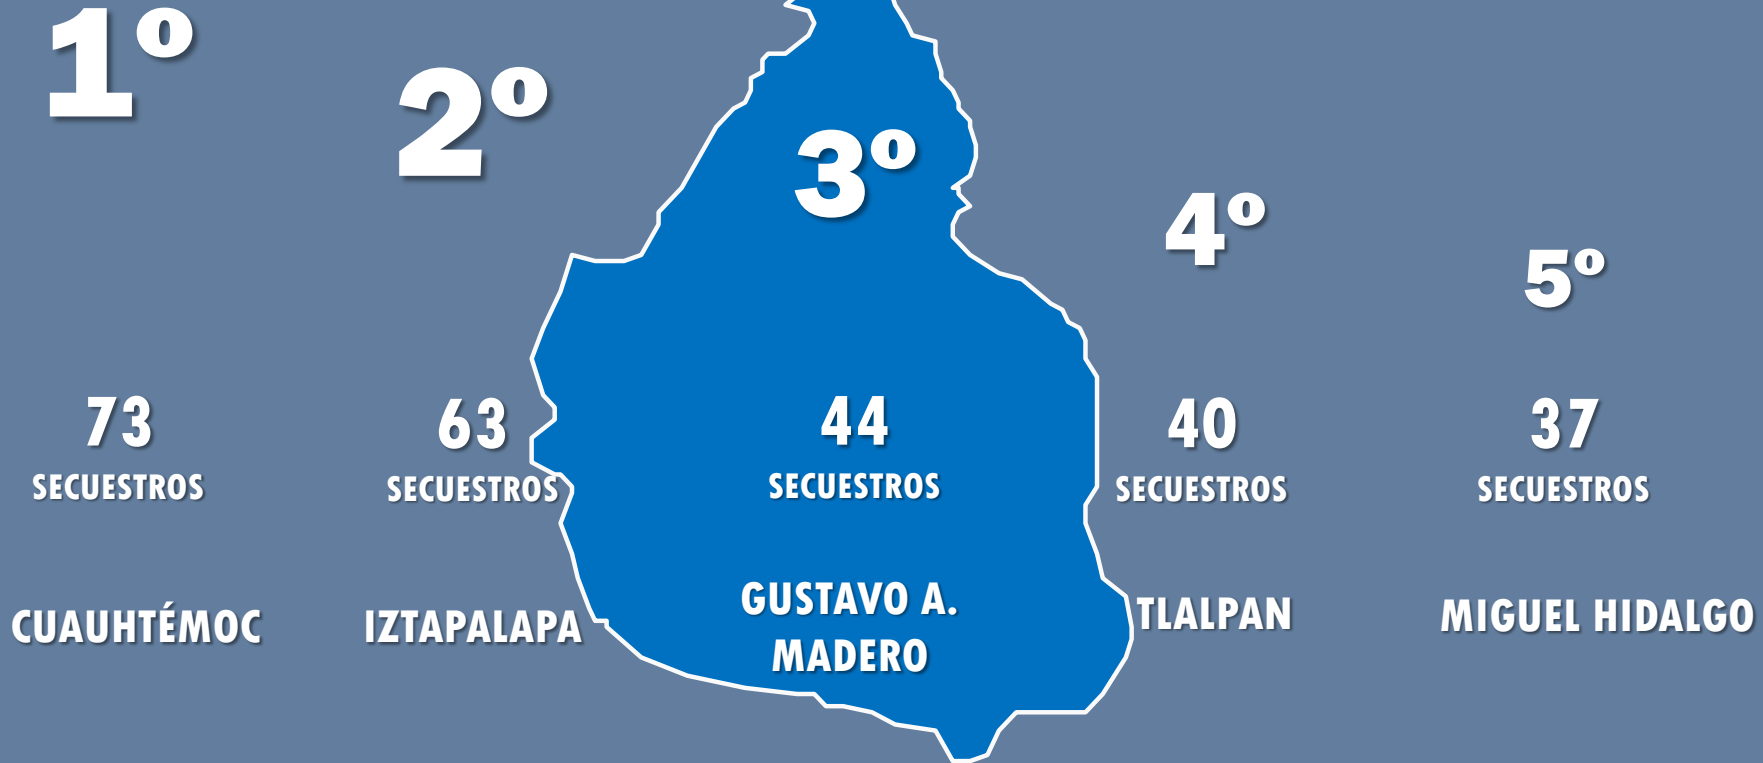 1º
73
SECUESTROS
CUAUHTÉMOC
2º
63
SECUESTROS
IZTAPALAPA
3º
44
SECUESTROS
GUSTAVO A.
MADERO
4º
40
SECUESTROS
TLALPAN
5º
37
SECUESTROS
MIGUEL HIDALGO